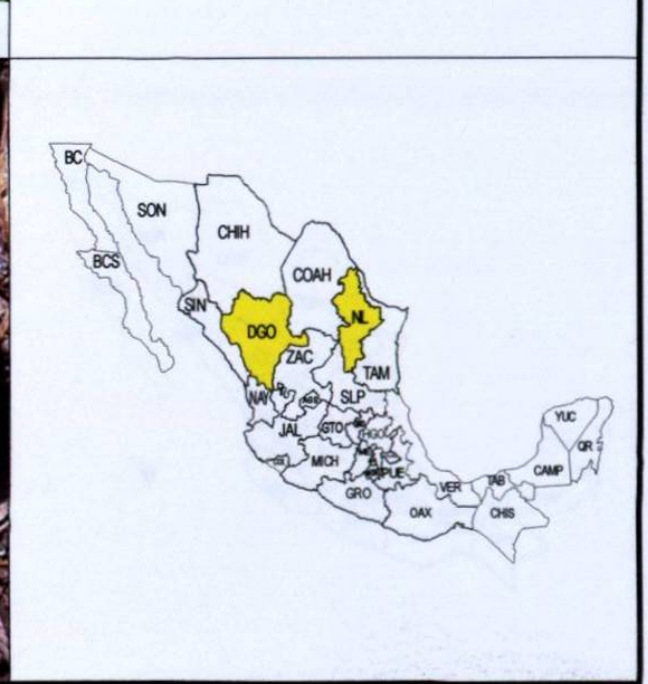 BC
SON
CHIH
BCS
COAH
SIN
NL
DGO
ZAC
TAM
NAY
SLP
JAL
GTO
YUC
QR
MICH
PUE
CAMP
VER
TAB
GRO
OAX
CHIS